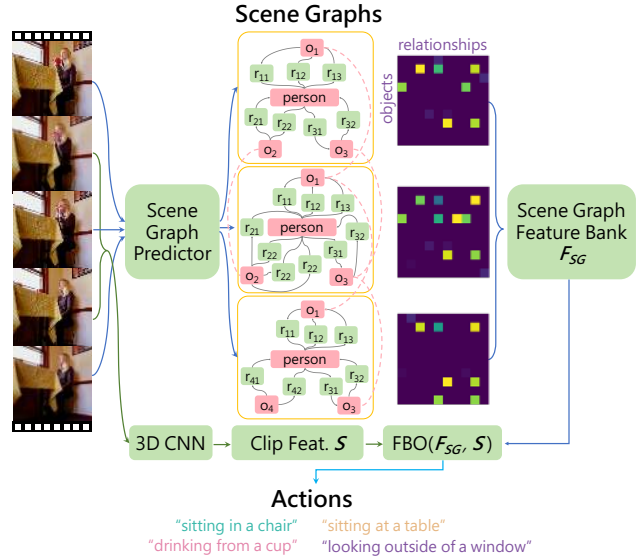 Scene Graphs
relationships
objects
o1
r11
r12
r13
person
r21
r22
r31
r32
o2
o3
o1
r11
r12
r13
r21
person
r32
r22
r31
r22
r22
o2
o3
o1
r11
r12
r13
person
r41
r42
r31
r32
o4
o3
Scene
Graph
Predictor
Scene Graph
Feature Bank
FSG
3D CNN
Clip Feat. S
FBO(FSG, S)
Actions
"sitting in a chair" "sitting at a table"
"drinking from a cup" "looking outside of a window"